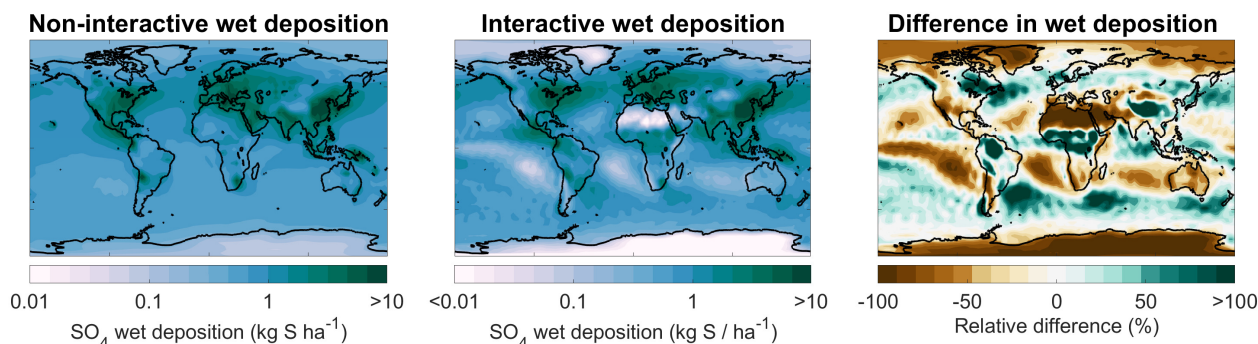 Non-interactive wet deposition
Interactive wet deposition
Difference in wet deposition
0.01 0.1 1 >10
<0.01 0.1 1 >10
-100 -50 0 50 >100
SO4 wet deposition (kg S ha-1)
SO4 wet deposition (kg S / ha-1)
Relative difference (%)